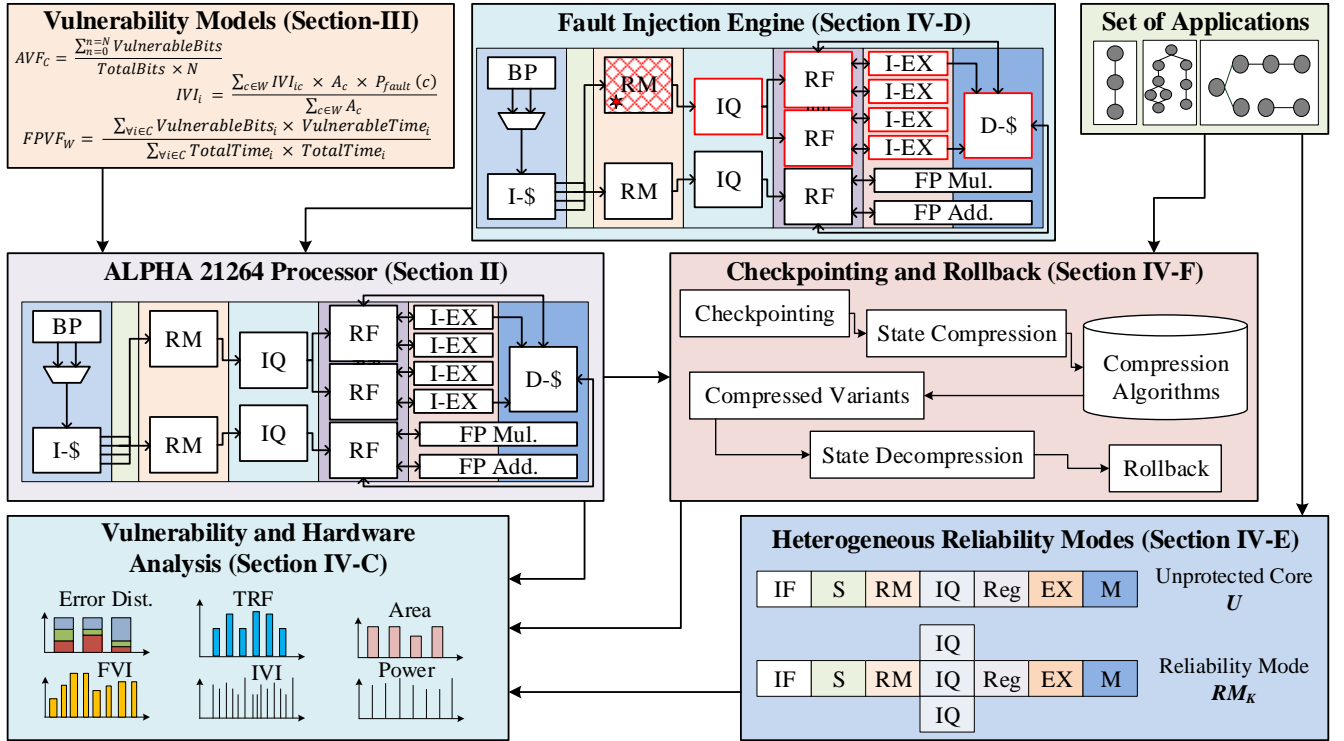 Vulnerability Models (Section-III)
AVF_C = ∑_{n=0}^{n=N} VulnerableBits / TotalBits × N
IVI_i = ∑_{c∈W} IVI_{ic} × A_c × P_{fault} (c) / ∑_{c∈W} A_c
FPVF_W = ∑_{∀i∈C} VulnerableBits_i × VulnerableTime_i / ∑_{∀i∈C} TotalTime_i × TotalTime_i
Fault Injection Engine (Section IV-D)
BP
I-$
RM
RM
IQ
IQ
RF
RF
RF
I-EX
I-EX
I-EX
I-EX
FP Mul.
FP Add.
D-$
Set of Applications
ALPHA 21264 Processor (Section II)
BP
I-$
RM
RM
IQ
IQ
RF
RF
RF
I-EX
I-EX
I-EX
I-EX
FP Mul.
FP Add.
D-$
Checkpointing and Rollback (Section IV-F)
Checkpointing
State Compression
Compression
Algorithms
Compressed Variants
State Decompression
Rollback
Vulnerability and Hardware
Analysis (Section IV-C)
Error Dist.
TRF
Area
FVI
IVI
Power
Heterogeneous Reliability Modes (Section IV-E)
IF S RM IQ Reg EX M
Unprotected Core
U
IQ
IF S RM IQ Reg EX M
IQ
Reliability Mode
RM_K